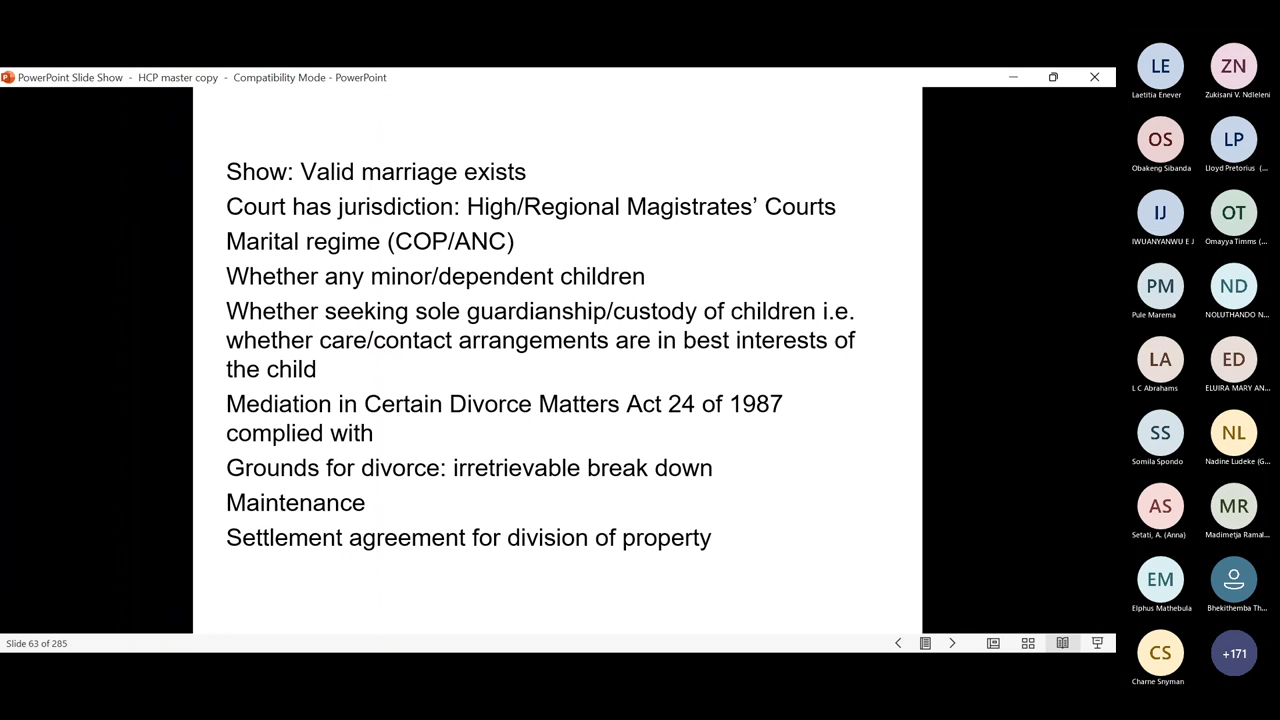 PowerPoint Slide Show - HCP master copy - Compatibility Mode - PowerPoint
Show: Valid marriage exists
Court has jurisdiction: High/Regional Magistrates’ Courts
Marital regime (COP/ANC)
Whether any minor/dependent children
Whether seeking sole guardianship/custody of children i.e.
whether care/contact arrangements are in best interests of
the child
Mediation in Certain Divorce Matters Act 24 of 1987
complied with
Grounds for divorce: irretrievable break down
Maintenance
Settlement agreement for division of property
Slide 63 of 285
LE
ZN
Laetitia Enever
Zukisani V. Ndleleni
OS
LP
Obakeng Sibanda
Lloyd Pretorius (...
IJ
OT
IWUANYANWU E J
Omayya Timms (...
PM
ND
Pule Marema
NOLUTHANDO N...
LA
ED
L C Abrahams
ELUIRA MARY AN...
SS
NL
Somila Spondo
Nadine Ludeke (G...
AS
MR
Setati, A. (Anna)
Madimetja Ramal...
EM
Elphus Mathebula
Bhekithemba Th...
CS
+171
Charne Snyman